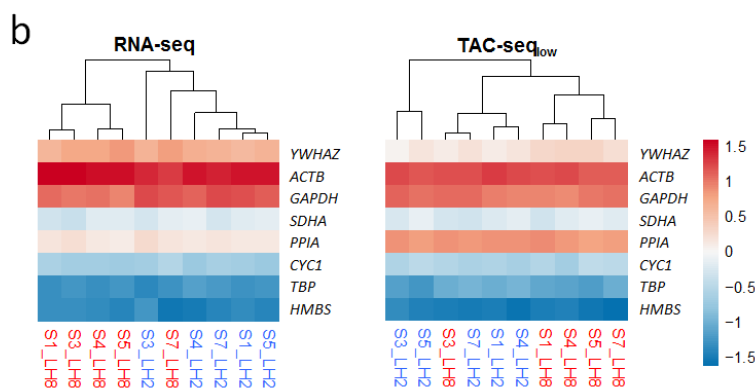 b
RNA-seq
TAC-seqlow
YWHAZ
ACTB
GAPDH
SDHA
PPIA
CYC1
TBP
HMBS
1.5
1
0.5
0
−0.5
−1
−1.5
S1_LH8
S3_LH8
S4_LH8
S5_LH8
S3_LH2
S7_LH8
S4_LH2
S7_LH2
S1_LH2
S5_LH2
S3_LH2
S5_LH2
S3_LH8
S7_LH2
S1_LH2
S4_LH2
S1_LH8
S4_LH8
S5_LH8
S7_LH8